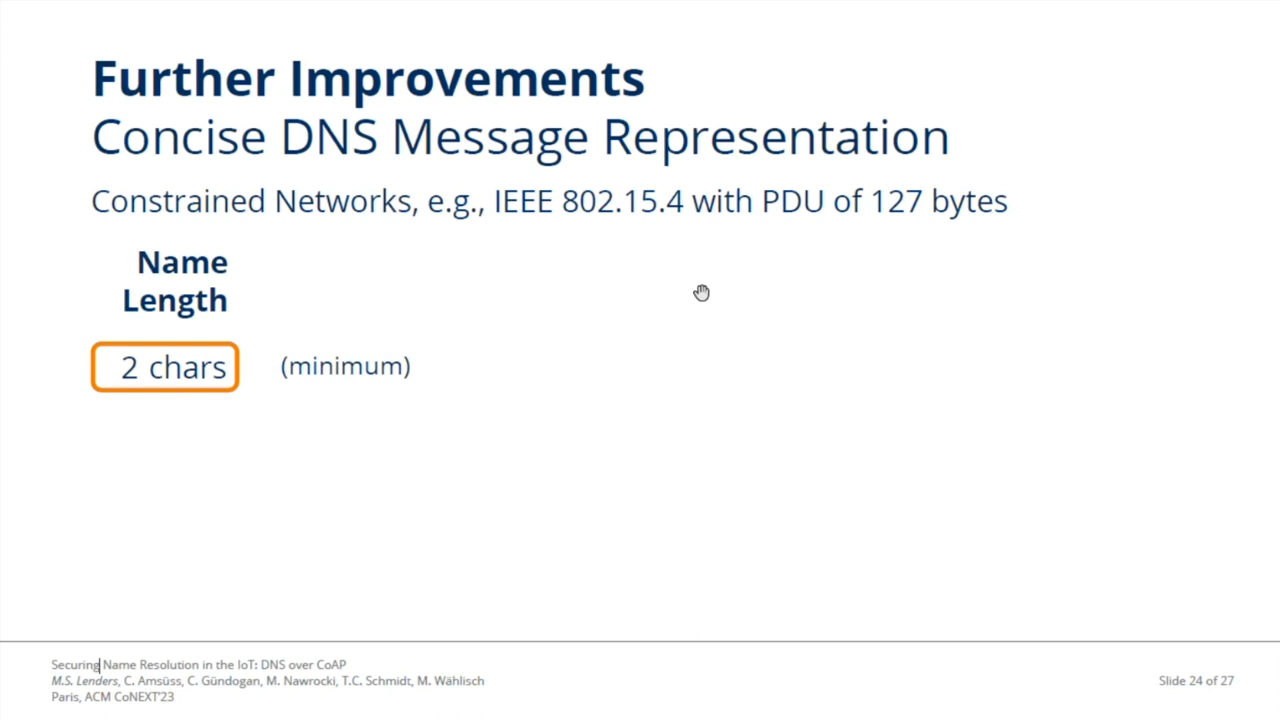 Further Improvements
Concise DNS Message Representation
Constrained Networks, e.g., IEEE 802.15.4 with PDU of 127 bytes
Name
Length
2 chars (minimum)
Securing Name Resolution in the IoT: DNS over CoAP
M.S. Lenders, C. Amsüss, C. Gündogan, M. Nawrocki, T.C. Schmidt, M. Wählisch
Paris, ACM CoNEXT'23
Slide 24 of 27